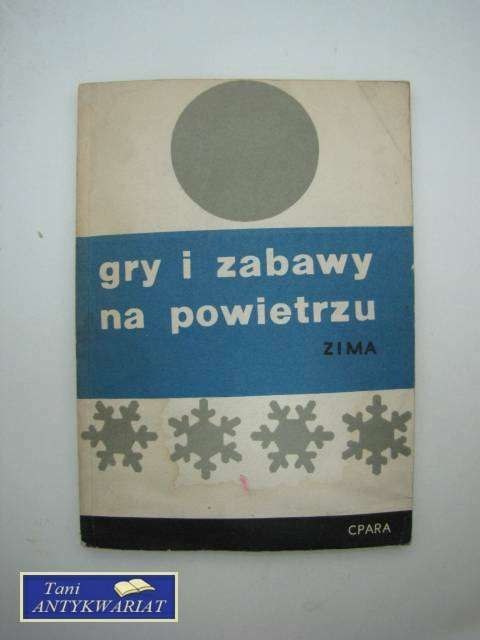 gry i zabawy
na powietrzu
ZIMA
CPARA
Tani
ANTYKWARIAT